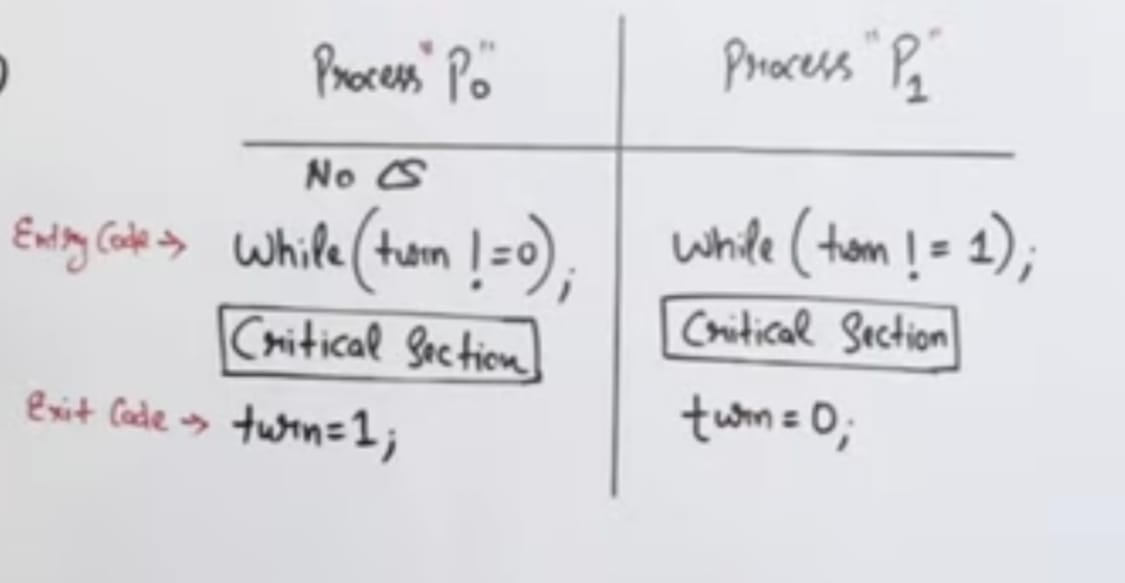 Process "P0" Process "P1"
No CS
Entry Code → While (turn != 0); While (turn != 1);
Critical Section Critical Section
Exit Code → turn=1; turn = 0;